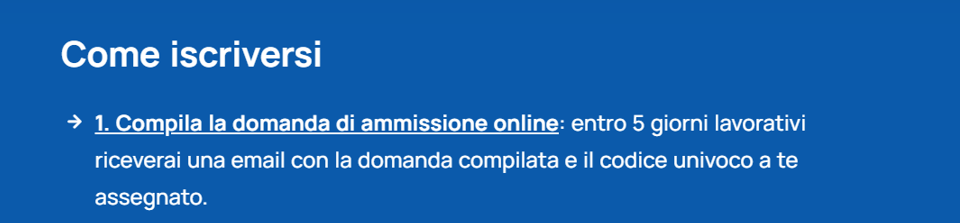 Come iscriversi
→ 1. Compila la domanda di ammissione online: entro 5 giorni lavorativi
riceverai una email con la domanda compilata e il codice univoco a te
assegnato.